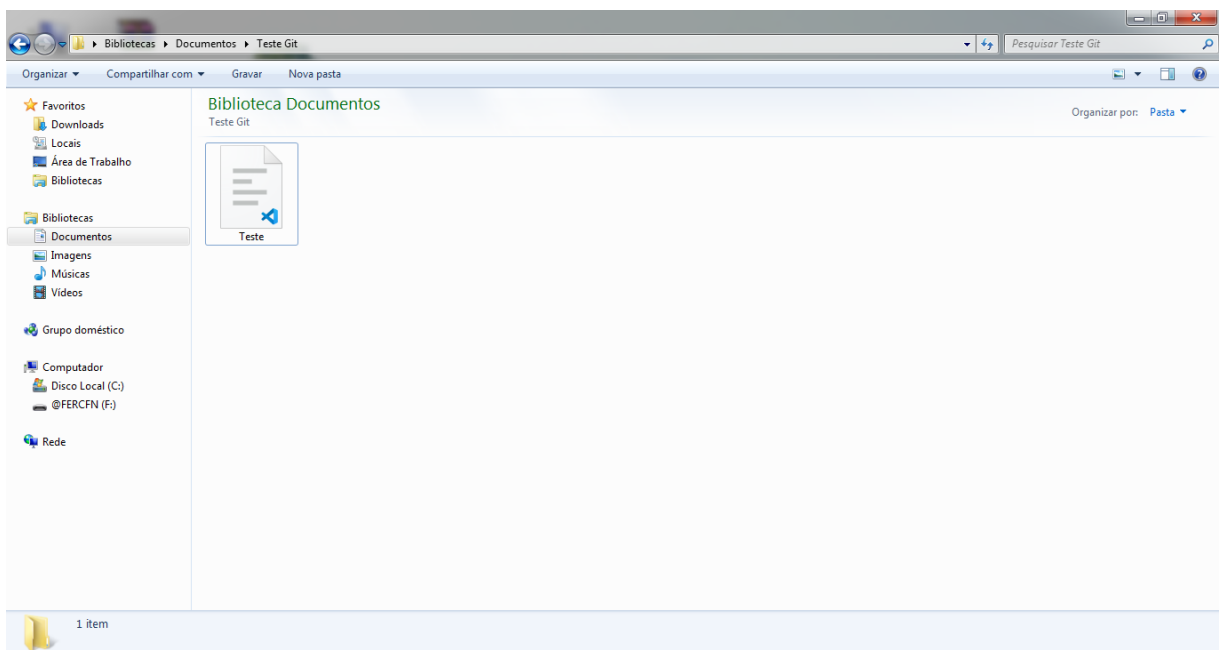 Bibliotecas Documentos Teste Git
Pesquisar Teste Git
Organizar Compartilhar com Gravar Nova pasta
Favoritos
Downloads
Locais
Área de Trabalho
Bibliotecas
Bibliotecas
Documentos
Imagens
Músicas
Vídeos
Grupo doméstico
Computador
Disco Local (C:)
@FERCFN (F:)
Rede
Biblioteca Documentos
Teste Git
Organizar por: Pasta
Teste
1 item